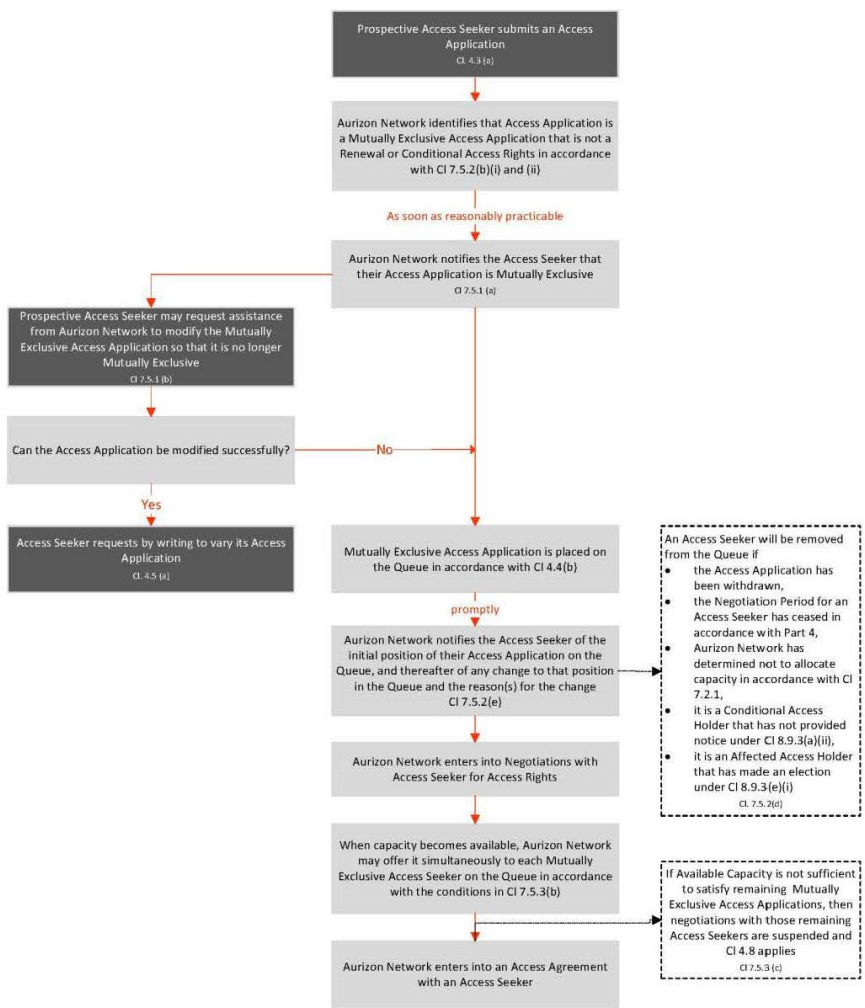 Prospective Access Seeker submits an Access
Application
Cl. 4.3 (a)
Aurizon Network identifies that Access Application is
a Mutually Exclusive Access Application that is not a
Renewal or Conditional Access Rights in accordance
with Cl 7.5.2(b)(i) and (ii)
As soon as reasonably practicable
Aurizon Network notifies the Access Seeker that
their Access Application is Mutually Exclusive
Cl 7.5.1 (a)
Prospective Access Seeker may request assistance
from Aurizon Network to modify the Mutually
Exclusive Access Application so that it is no longer
Mutually Exclusive
Cl 7.5.1 (b)
Can the Access Application be modified successfully?
No
Yes
Access Seeker requests by writing to vary its Access
Application
Cl. 4.5 (a)
Mutually Exclusive Access Application is placed on
the Queue in accordance with Cl 4.4(b)
promptly
Aurizon Network notifies the Access Seeker of the
initial position of their Access Application on the
Queue, and thereafter of any change to that position
in the Queue and the reason(s) for the change
Cl 7.5.2(e)
An Access Seeker will be removed
from the Queue if
• the Access Application has
been withdrawn,
• the Negotiation Period for an
Access Seeker has ceased in
accordance with Part 4,
• Aurizon Network has
determined not to allocate
capacity in accordance with Cl
7.2.1,
• it is a Conditional Access
Holder that has not provided
notice under Cl 8.9.3(a)(ii),
• it is an Affected Access Holder
that has made an election
under Cl 8.9.3(e)(i)
Cl. 7.5.2(d)
Aurizon Network enters into Negotiations with
Access Seeker for Access Rights
When capacity becomes available, Aurizon Network
may offer it simultaneously to each Mutually
Exclusive Access Seeker on the Queue in accordance
with the conditions in Cl 7.5.3(b)
If Available Capacity is not sufficient
to satisfy remaining Mutually
Exclusive Access Applications, then
negotiations with those remaining
Access Seekers are suspended and
Cl 4.8 applies
Cl 7.5.3 (c)
Aurizon Network enters into an Access Agreement
with an Access Seeker